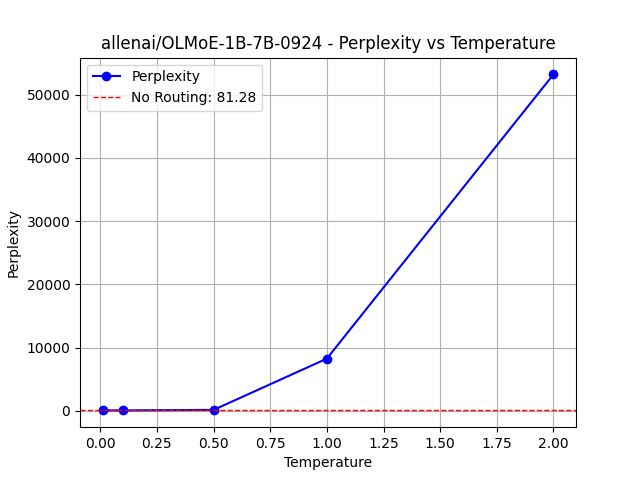 allenai/OLMoE-1B-7B-0924 - Perplexity vs Temperature
Perplexity
No Routing: 81.28
Perplexity
50000
40000
30000
20000
10000
0
0.00 0.25 0.50 0.75 1.00 1.25 1.50 1.75 2.00
Temperature